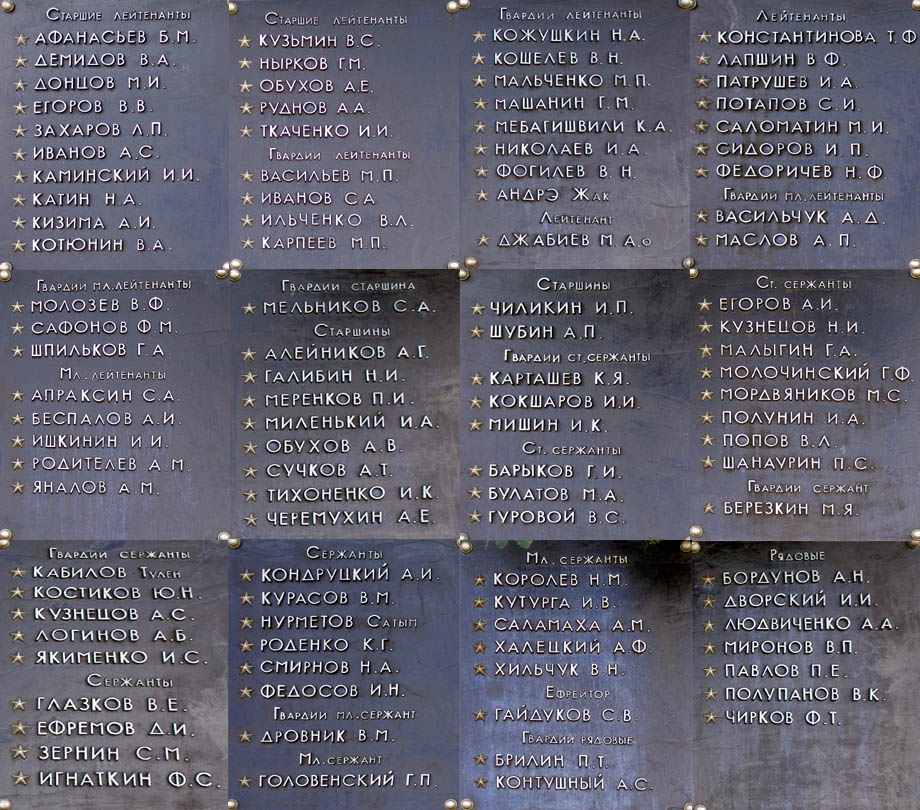 Старшие лейтенанты
АФАНАСЬЕВ Б.М.
ДЕМИДОВ В.А.
ДОНЦОВ М.И.
ЕГОРОВ В.В.
ЗАХАРОВ Л.П.
ИВАНОВ А.С.
КАМИНСКИЙ И.И.
КАТИН Н.А.
КИЗИМА А.И.
КОТЮНИН В.А.
Старшие лейтенанты
КУЗЬМИН В.С.
НЫРКОВ Г.М.
ОБУХОВ А.Е.
РУДНОВ А.А.
ТКАЧЕНКО И.И.
Гвардии лейтенанты
ВАСИЛЬЕВ М.П.
ИВАНОВ С.А
ИЛЬЧЕНКО В.Л.
КАРПЕЕВ М.П.
Гвардии лейтенанты
КОЖУШКИН Н.А.
КОШЕЛЕВ В.Н.
МАЛЬЧЕНКО М.П.
МАШАНИН Г.М.
МЕБАГИШВИЛИ К.А.
НИКОЛАЕВ И.А.
ФОГИЛЕВ В.Н.
АНДРЭ Жак
Лейтенант
ДЖАБИЕВ М.А.
Лейтенанты
КОНСТАНТИНОВА Т.Ф
ЛАПШИН В.Ф.
ПАТРУШЕВ И.А.
ПОТАПОВ С.И.
САЛОМАТИН М.И.
СИДОРОВ И.П.
ФЕДОРИЧЕВ Н.Ф.
Гвардии мл.лейтенанты
ВАСИЛЬЧУК А.Д.
МАСЛОВ А.П.
Гвардии мл.лейтенанты
МОЛОЗЕВ В.Ф.
САФОНОВ Ф.М.
ШПИЛЬКОВ Г.А.
Мл.лейтенанты
АПРАКСИН С.А.
БЕСПАЛОВ А.И.
ИШКИНИН И.И.
РОДИТЕЛЕВ А.М.
ЯНАЛОВ А.М.
Гвардии старшина
МЕЛЬНИКОВ С.А.
Старшины
АЛЕЙНИКОВ А.Г.
ГАЛИБИН Н.И.
МЕРЕНКОВ П.И.
МИЛЕНЬКИЙ И.А.
ОБУХОВ А.В.
СУЧКОВ А.Т.
ТИХОНЕНКО И.К.
ЧЕРЕМУХИН А.Е.
Старшины
ЧИЛИКИН И.П.
ШУБИН А.П.
Гвардии ст.сержанты
КАРТАШЕВ К.Я.
КОКШАРОВ И.И.
МИШИН И.К.
Ст.сержанты
БАРЫКОВ Г.И.
БУЛАТОВ М.А.
ГУРОВОЙ В.С.
Ст. сержанты
ЕГОРОВ А.И.
КУЗНЕЦОВ Н.И.
МАЛЫГИН Г.А.
МОЛОЧИНСКИЙ Г.Ф.
МОРДВЯНИКОВ М.С.
ПОЛУНИН И.А.
ПОПОВ В.Л.
ШАНАУРИН П.С.
Гвардии сержант
БЕРЕЗКИН М.Я.
Гвардии сержанты
КАБИЛОВ Тулен
КОСТИКОВ Ю.Н.
КУЗНЕЦОВ А.С.
ЛОГИНОВ А.Б.
ЯКИМЕНКО И.С.
Сержанты
ГЛАЗКОВ В.Е.
ЕФРЕМОВ Д.И.
ЗЕРНИН С.М.
ИГНАТКИН Ф.С.
Сержанты
КОНДРУЦКИЙ А.И.
КУРАСОВ В.М.
НУРМЕТОВ Сатым
РОДЕНКО К.Г.
СМИРНОВ Н.А.
ФЕДОСОВ И.Н.
Гвардии мл.сержант
ДРОВНИК В.М.
Мл.сержант
ГОЛОВЕНСКИЙ Г.П
Мл. сержанты
КОРОЛЕВ Н.М.
КУТУРГА И.В.
САЛАМАХА А.М.
ХАЛЕЦКИЙ А.Ф.
ХИЛЬЧУК В.Н.
Ефрейтор
ГАЙДУКОВ С.В.
Гвардии рядовые
БРИЛИН П.Т.
КОНТУШНЫЙ А.С.
Рядовые
БОРДУНОВ А.Н.
ДВОРСКИЙ И.И.
ЛЮДВИЧЕНКО А.А.
МИРОНОВ В.П.
ПАВЛОВ П.Е.
ПОЛУПАНОВ В.К.
ЧИРКОВ Ф.Т.